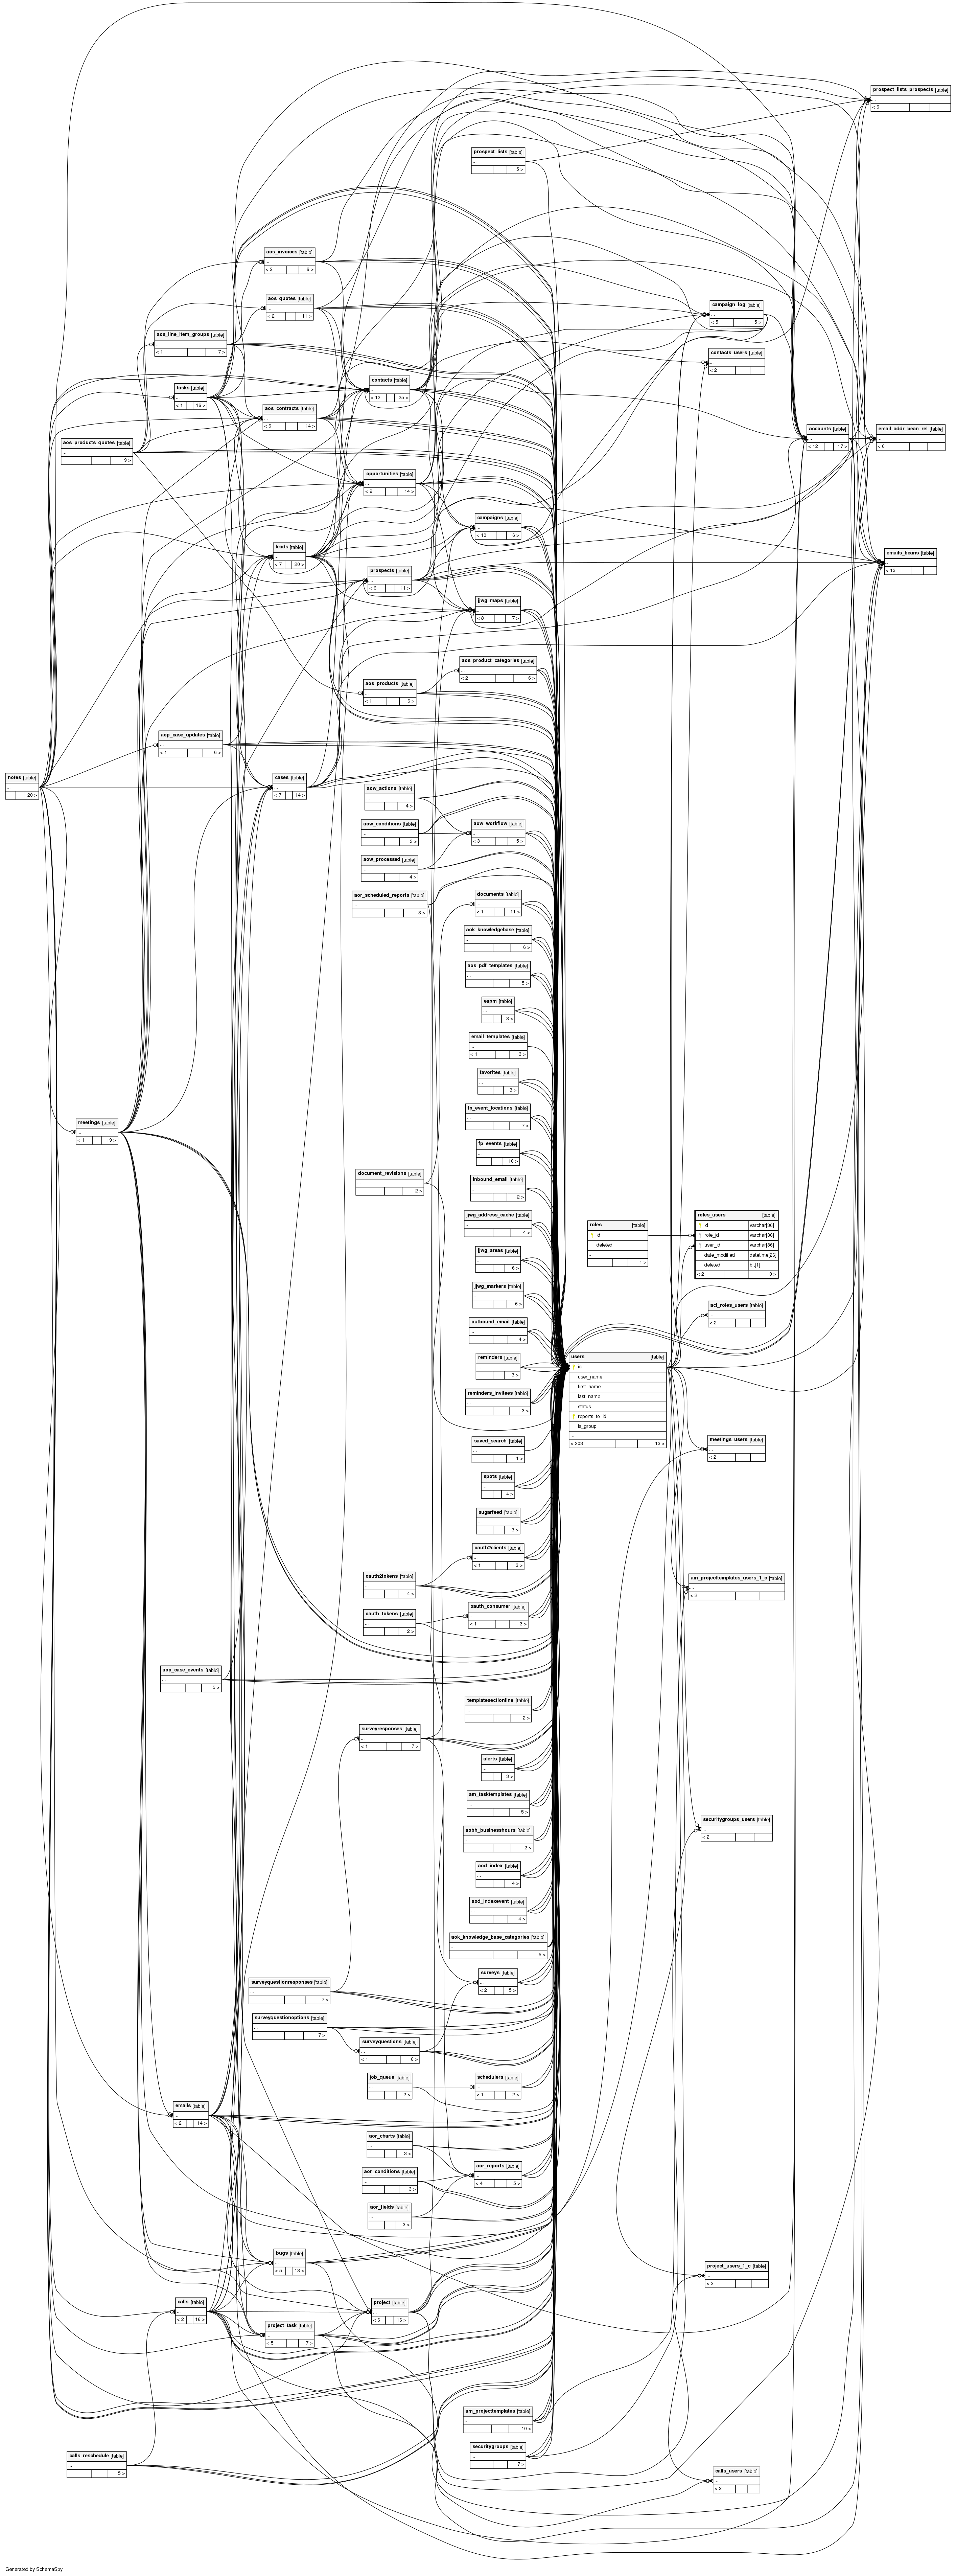 prospect_lists_prospects [table]
...
< 6
prospect_lists [table]
...
5 >
aos_invoices [table]
...
< 2 8 >
aos_quotes [table]
...
< 2 11 >
campaign_log [table]
...
< 5 5 >
aos_line_item_groups [table]
...
< 1 7 >
contacts_users [table]
...
< 2
contacts [table]
...
< 12 25 >
tasks [table]
...
< 1 16 >
aos_contracts [table]
...
< 6 14 >
accounts [table]
...
< 12 17 >
email_addr_bean_rel [table]
...
< 6
aos_products_quotes [table]
...
9 >
opportunities [table]
...
< 8 14 >
campaigns [table]
...
< 10 6 >
leads [table]
...
< 7 20 >
emails_beans [table]
...
< 13
prospects [table]
...
< 6 11 >
jjwg_maps [table]
...
< 8 7 >
aos_product_categories [table]
...
< 2 6 >
aos_products [table]
...
< 1 6 >
aop_case_updates [table]
...
< 1 6 >
notes [table]
...
20 >
cases [table]
...
< 7 14 >
aow_actions [table]
...
4 >
aow_conditions [table]
...
3 >
aow_workflow [table]
...
< 3 5 >
aow_processed [table]
...
4 >
aor_scheduled_reports [table]
...
3 >
documents [table]
...
< 1 11 >
aok_knowledgebase [table]
...
6 >
aos_pdf_templates [table]
...
5 >
eapm [table]
...
3 >
email_templates [table]
...
< 1 3 >
favorites [table]
...
3 >
fp_event_locations [table]
...
7 >
meetings [table]
...
< 1 19 >
fp_events [table]
...
10 >
document_revisions [table]
...
2 >
inbound_email [table]
...
2 >
jjwg_address_cache [table]
...
4 >
roles [table]
id
deleted
...
1 >
roles_users [table]
id varchar[36]
role_id varchar[36]
user_id varchar[36]
date_modified datetime[26]
deleted bit[1]
< 2 0 >
jjwg_areas [table]
...
6 >
jjwg_markers [table]
...
6 >
acl_roles_users [table]
...
< 2
outbound_email [table]
...
4 >
reminders [table]
...
3 >
users [table]
id
user_name
first_name
last_name
status
reports_to_id
is_group
...
< 203 13 >
reminders_invitees [table]
...
3 >
saved_search [table]
...
1 >
meetings_users [table]
...
< 2
spots [table]
...
4 >
sugarfeed [table]
...
3 >
oauth2clients [table]
...
< 1 3 >
oauth2tokens [table]
...
4 >
am_projecttemplates_users_1_c [table]
...
< 2
oauth_consumer [table]
...
< 1 3 >
oauth_tokens [table]
...
2 >
aop_case_events [table]
...
5 >
templatesectionline [table]
...
2 >
surveyresponses [table]
...
< 1 7 >
alerts [table]
...
3 >
am_tasktemplates [table]
...
5 >
securitygroups_users [table]
...
< 2
aobh_businesshours [table]
...
2 >
aod_index [table]
...
4 >
aod_indexevent [table]
...
4 >
aok_knowledge_base_categories [table]
...
5 >
surveys [table]
...
< 2 5 >
surveyquestionresponses [table]
...
7 >
surveyquestionoptions [table]
...
7 >
surveyquestions [table]
...
< 1 6 >
job_queue [table]
...
2 >
schedulers [table]
...
< 1 2 >
emails [table]
...
< 2 14 >
aor_charts [table]
...
3 >
aor_reports [table]
...
< 4 5 >
aor_conditions [table]
...
3 >
aor_fields [table]
...
3 >
bugs [table]
...
< 5 13 >
project_users_1_c [table]
...
< 2
calls [table]
...
< 2 16 >
project [table]
...
< 6 16 >
project_task [table]
...
< 5 7 >
am_projecttemplates [table]
...
10 >
securitygroups [table]
...
7 >
calls_reschedule [table]
...
5 >
calls_users [table]
...
< 2
Generated by SchemaSpy